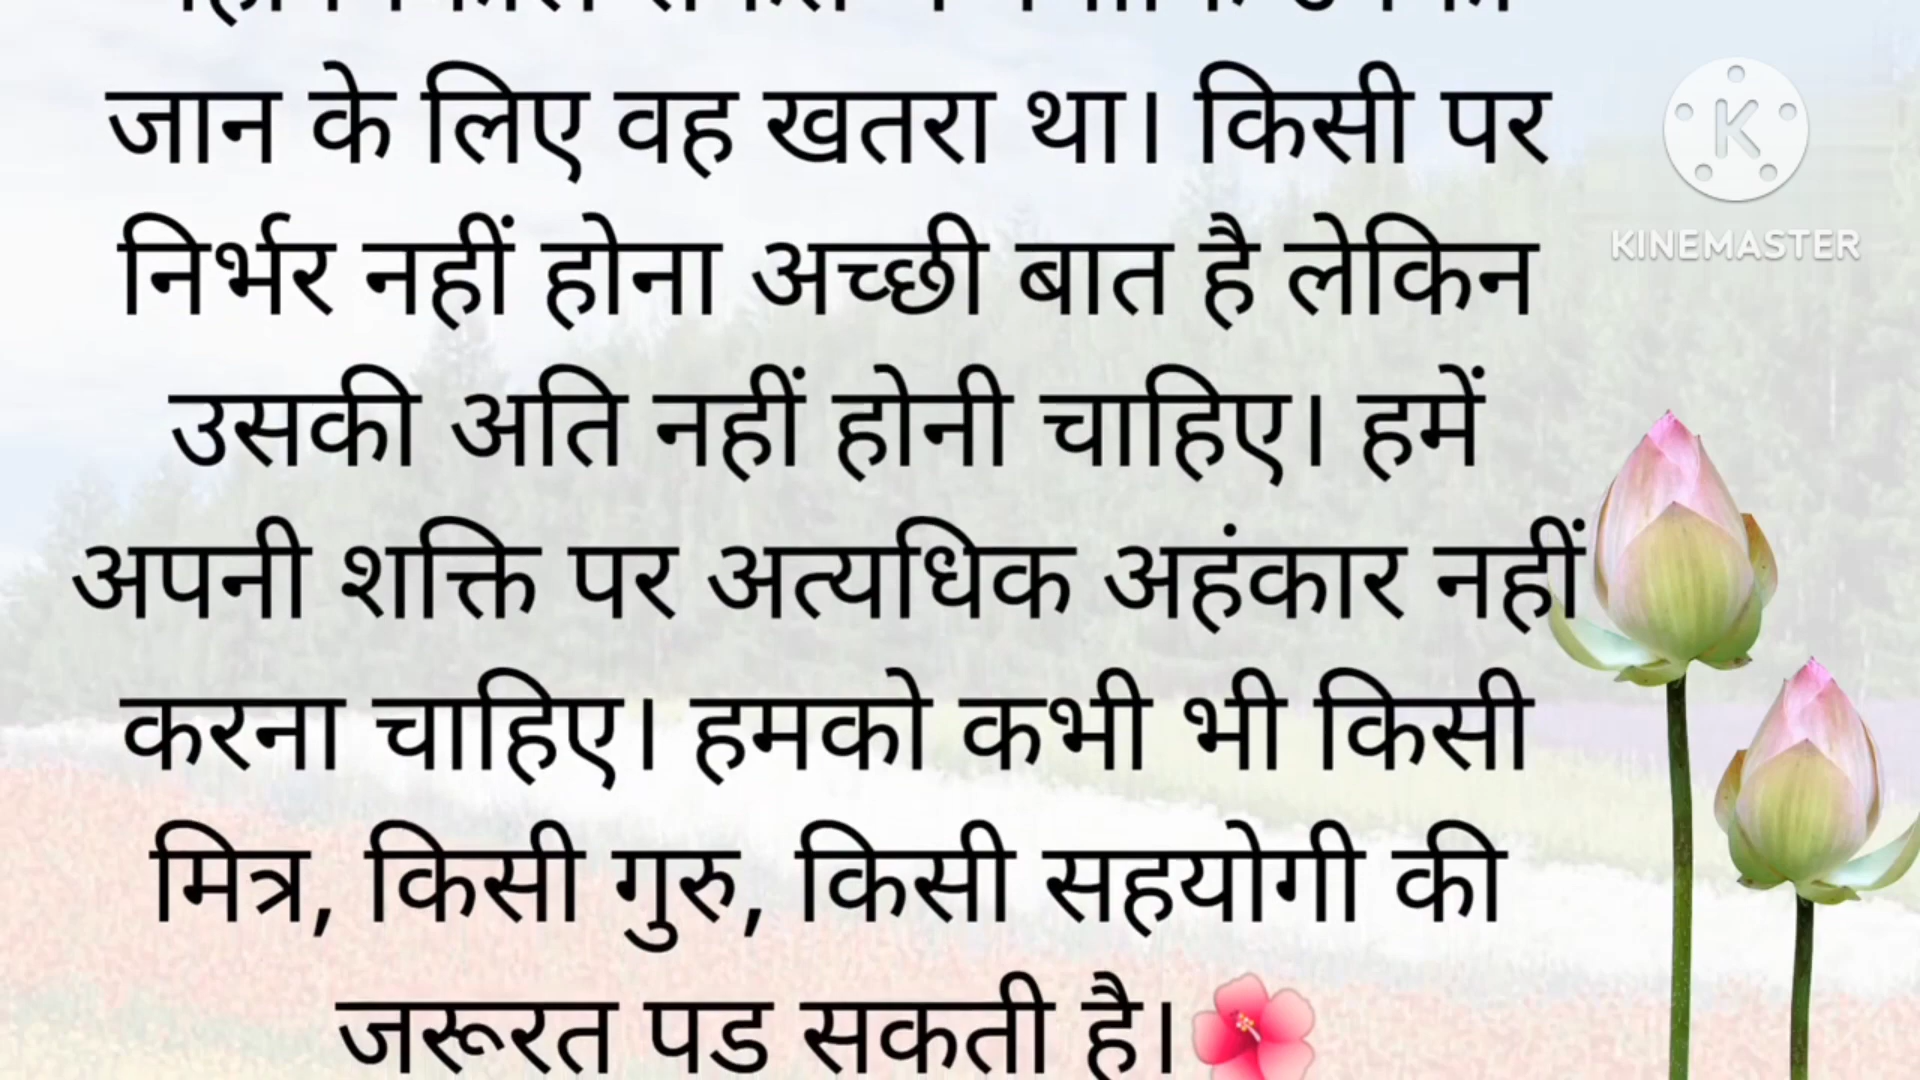 जान के लिए वह खतरा था। किसी पर
निर्भर नहीं होना अच्छी बात है लेकिन
उसकी अति नहीं होनी चाहिए। हमें
अपनी शक्ति पर अत्यधिक अहंकार नहीं
करना चाहिए। हमको कभी भी किसी
मित्र, किसी गुरु, किसी सहयोगी की
जरूरत पड सकती है।
K
KINEMASTER